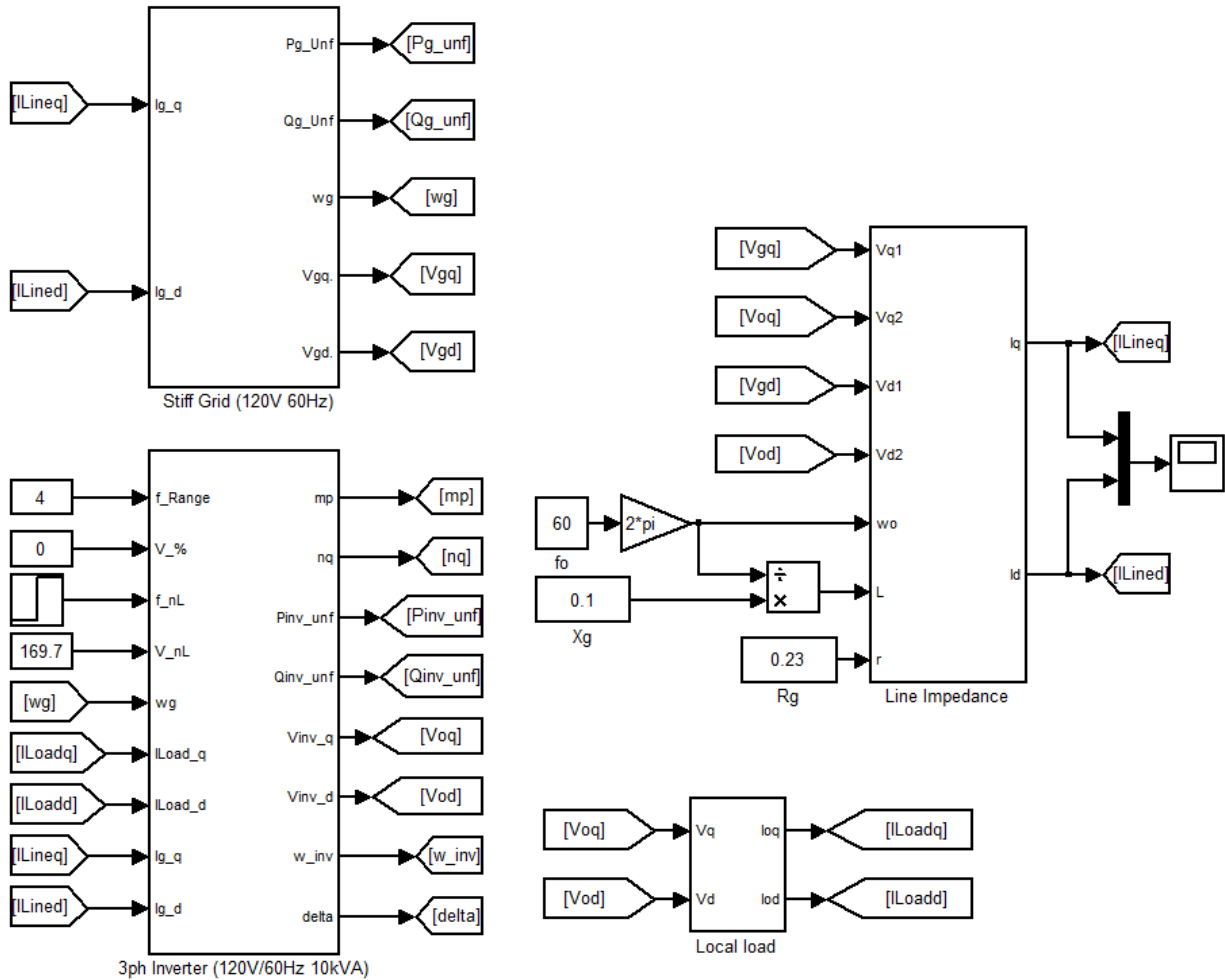 [ILineq]
[ILined]
Ig_q
Ig_d
Pg_Unf
Qg_Unf
wg
Vgq.
Vgd.
[Pg_unf]
[Qg_unf]
[wg]
[Vgq]
[Vgd]
Stiff Grid (120V 60Hz)
4
0
169.7
[wg]
[ILoadq]
[ILoadd]
[ILineq]
[ILined]
f_Range
V_%
f_nL
V_nL
wg
ILoad_q
ILoad_d
Ig_q
Ig_d
mp
nq
Pinv_unf
Qinv_unf
Vinv_q
Vinv_d
w_inv
delta
[mp]
[nq]
[Pinv_unf]
[Qinv_unf]
[Voq]
[Vod]
[w_inv]
[delta]
3ph Inverter (120V/60Hz 10kVA)
[Vgq]
[Voq]
[Vgd]
[Vod]
60
fo
2*pi
0.1
Xg
÷
×
0.23
Rg
Vq1
Vq2
Vd1
Vd2
wo
L
r
Iq
Id
[ILineq]
[ILined]
Line Impedance
[Voq]
[Vod]
Vq
Vd
Ioq
Iod
[ILoadq]
[ILoadd]
Local load